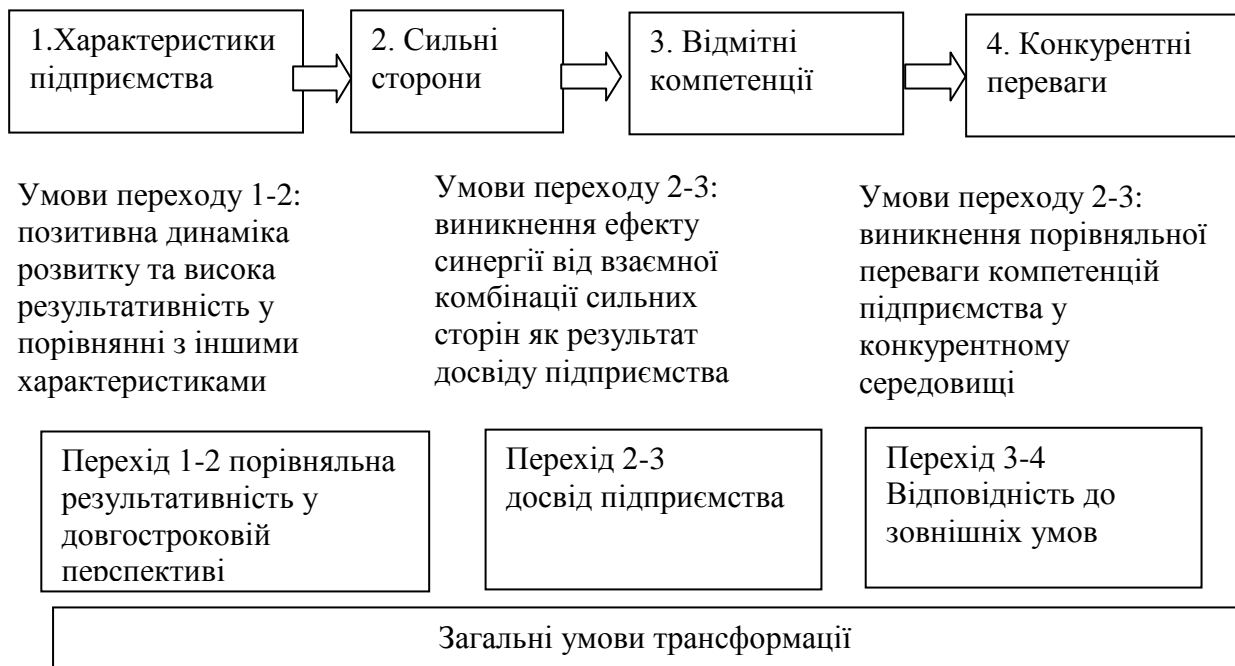 1.Характеристики
підприємства
2. Сильні
сторони
3. Відмітні
компетенції
4. Конкурентні
переваги
Умови переходу 1-2:
позитивна динаміка
розвитку та висока
результативність у
порівнянні з іншими
характеристиками
Умови переходу 2-3:
виникнення ефекту
синергії від взаємної
комбінації сильних
сторін як результат
досвіду підприємства
Умови переходу 2-3:
виникнення порівняльної
переваги компетенцій
підприємства у
конкурентному
середовищі
Перехід 1-2 порівняльна
результативність у
довгостроковій
перспективі
Перехід 2-3
досвід підприємства
Перехід 3-4
Відповідність до
зовнішніх умов
Загальні умови трансформації